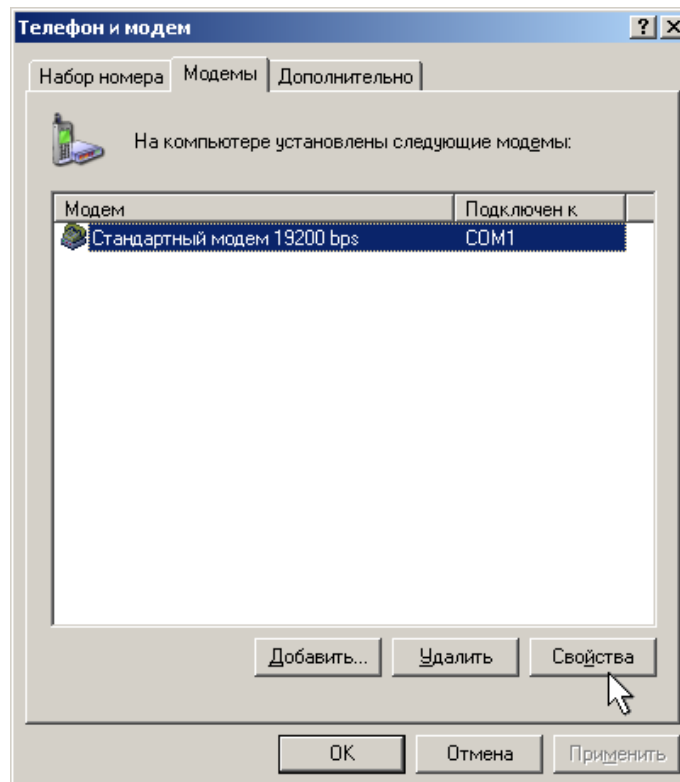 Телефон и модем
Набор номера Модемы Дополнительно
На компьютере установлены следующие модемы:
Модем Подключен к
Стандартный модем 19200 bps COM1
Добавить... Удалить Свойства
OK Отмена Применить